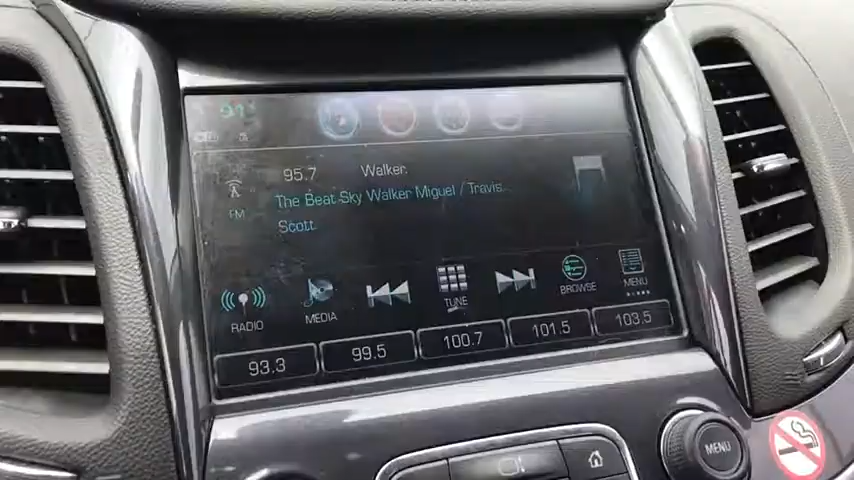 95.7 Walker.
The Beat-Sky Walker Miguel / Travis.
Scott
FM
RADIO MEDIA TUNE BROWSE MENU
93.3 99.5 100.7 101.5 103.5
MENU